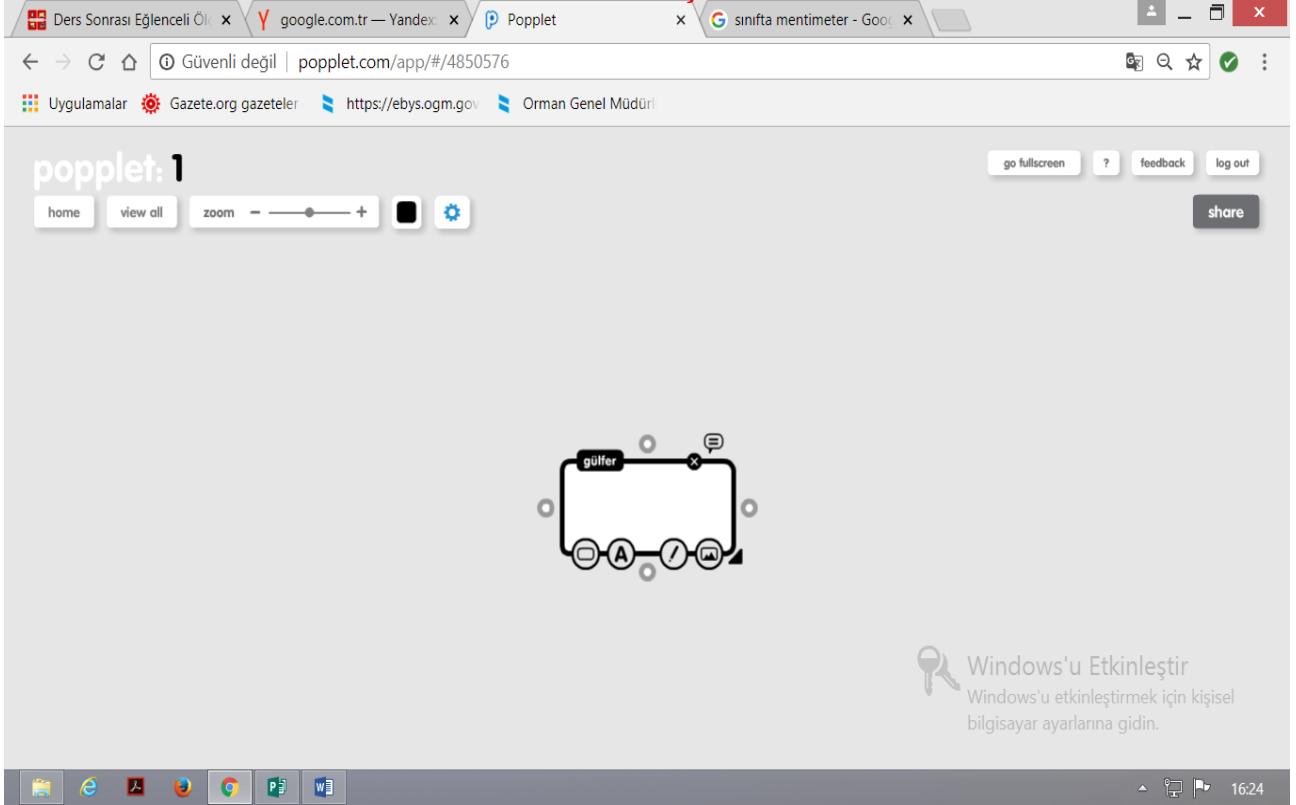 Ders Sonrası Eğlenceli Öl
google.com.tr — Yandex
Popplet
sınıfta mentimeter - Goog
Güvenli değil | popplet.com/app/#/4850576
Uygulamalar
Gazete.org gazeteler
https://ebys.ogm.gov
Orman Genel Müdürl
popplet: 1
go fullscreen
?
feedback
log out
home
view all
zoom - +
share
gülfer
A
Windows'u Etkinleştir
Windows'u etkinleştirmek için kişisel
bilgisayar ayarlarına gidin.
16:24